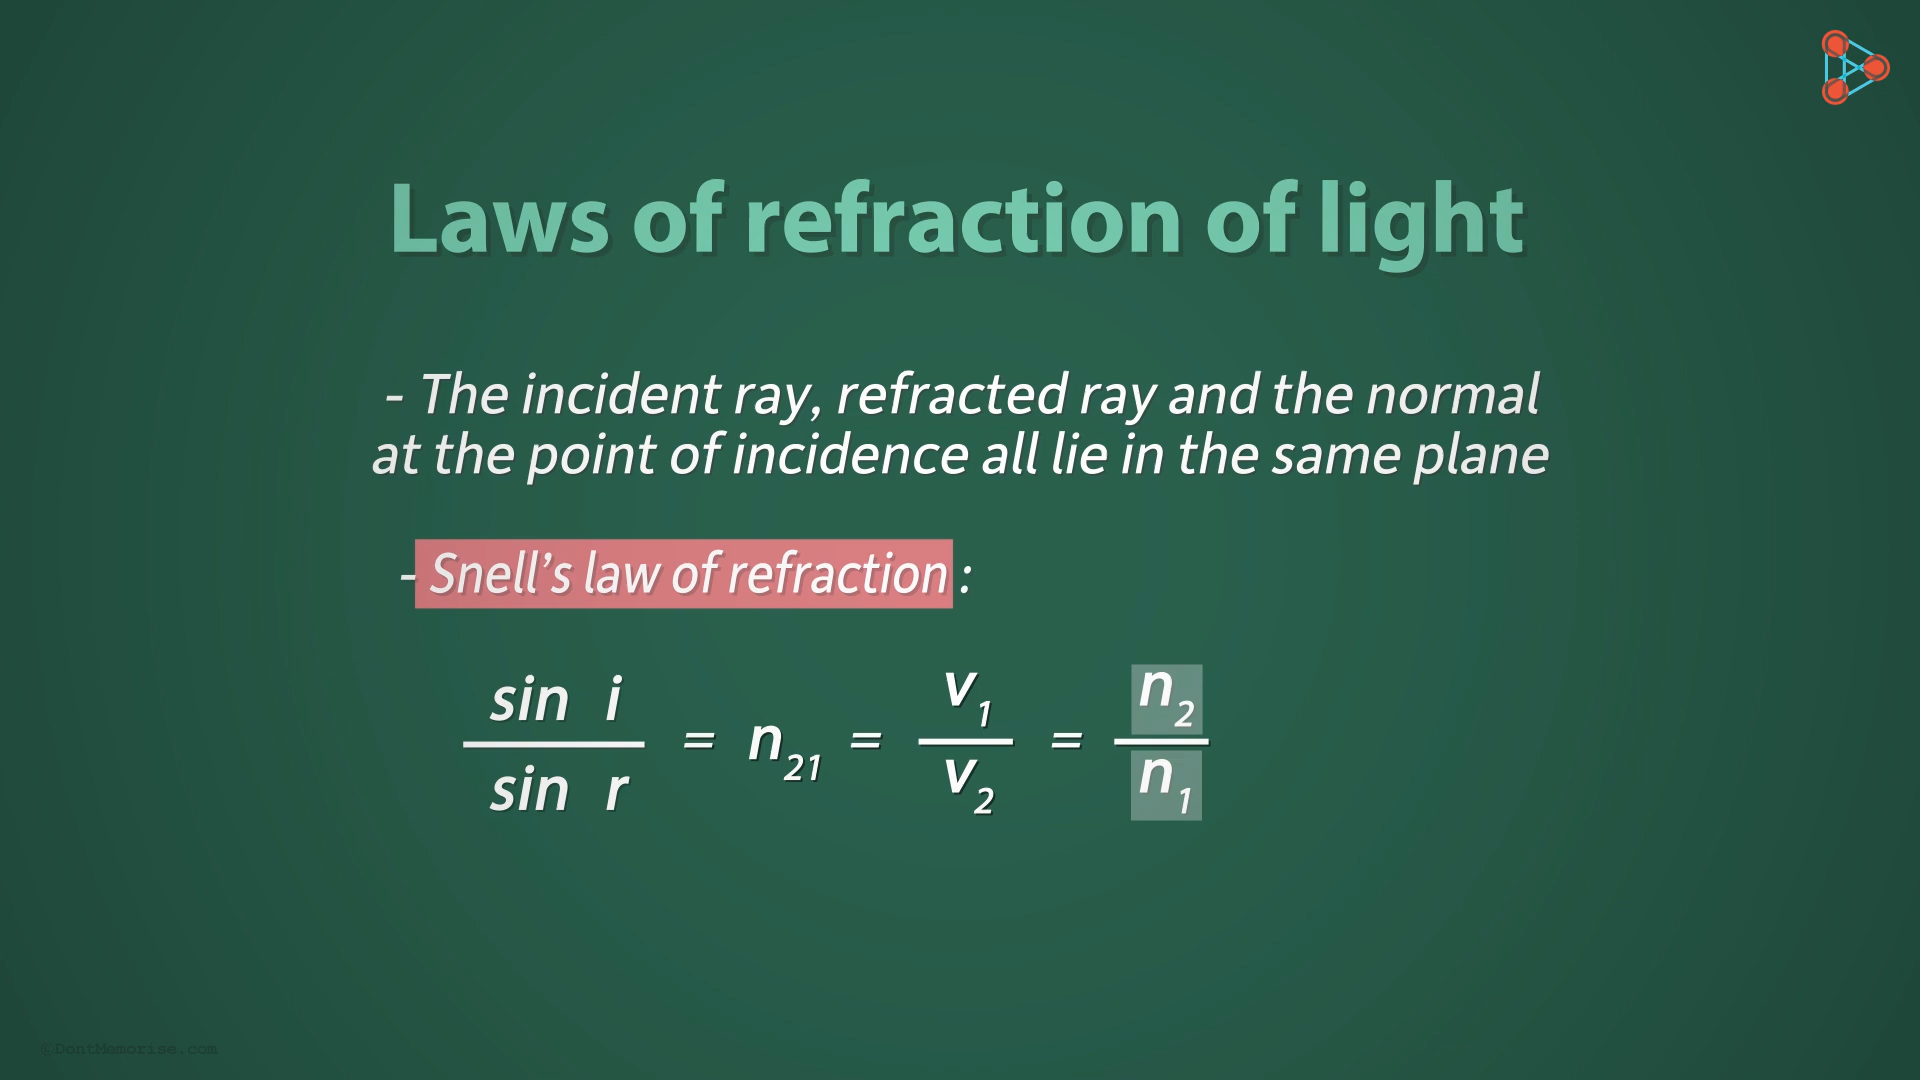 Laws of refraction of light
- The incident ray, refracted ray and the normal
at the point of incidence all lie in the same plane
- Snell’s law of refraction :
sin i / sin r = n₂₁ = v₁ / v₂ = n₂ / n₁
©DontMemorise.com